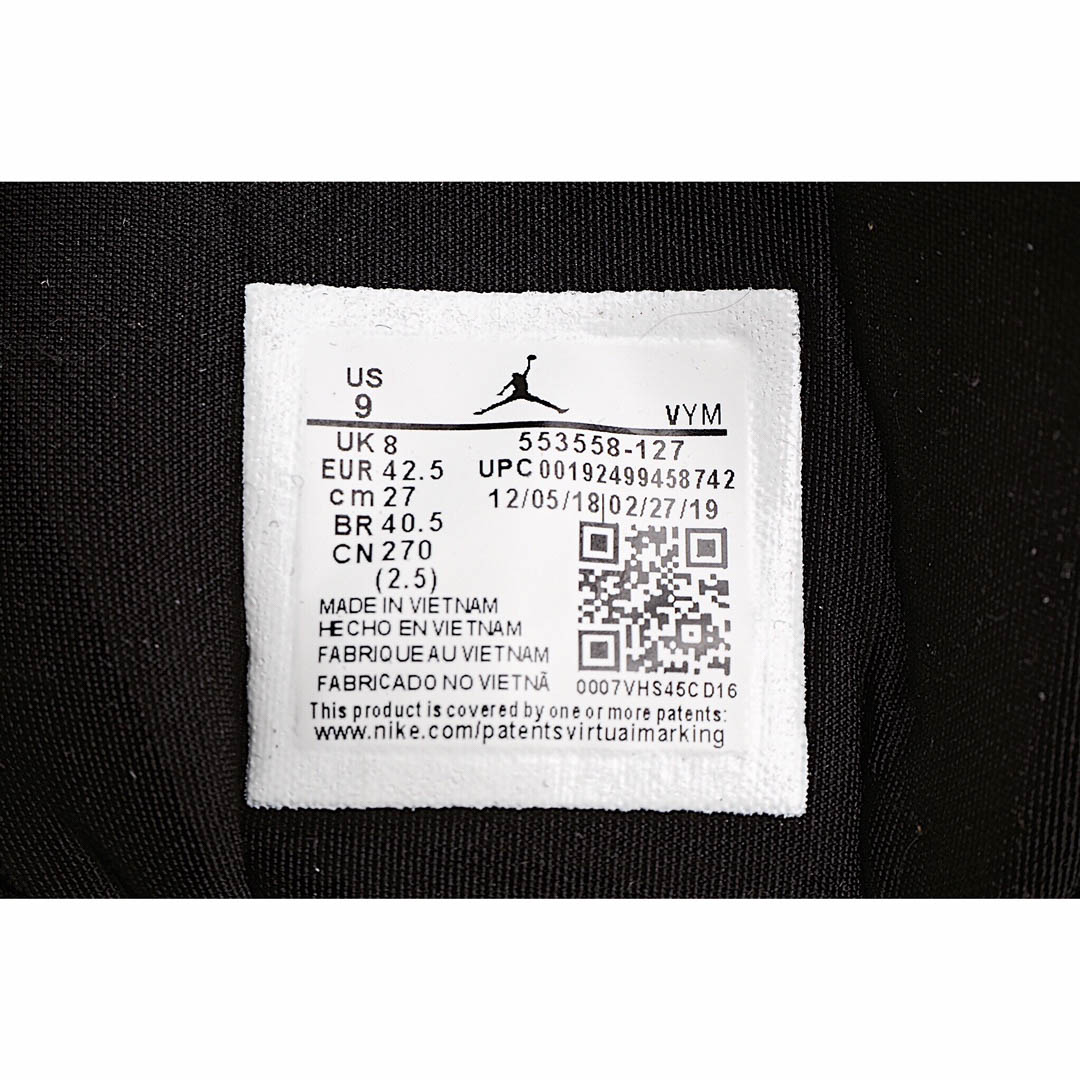 US
9
VYM
UK 8
553558-127
EUR 42.5
UPC 00192499458742
cm 27
12/05/18|02/27/19
BR 40.5
CN 270
(2.5)
MADE IN VIETNAM
HECHO EN VIETNAM
FABRIQUE AU VIETNAM
FABRICADO NO VIETNÃ
0007VHS45CD16
This product is covered by one or more patents:
www.nike.com/patentsvirtuaimarking